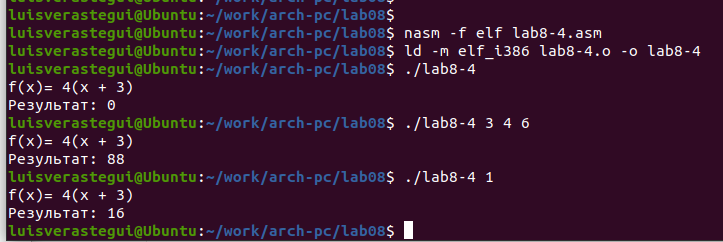 luisverastegui@Ubuntu:~/work/arch-pc/lab08$
luisverastegui@Ubuntu:~/work/arch-pc/lab08$ nasm -f elf lab8-4.asm
luisverastegui@Ubuntu:~/work/arch-pc/lab08$ ld -m elf_i386 lab8-4.o -o lab8-4
luisverastegui@Ubuntu:~/work/arch-pc/lab08$ ./lab8-4
f(x)= 4(x + 3)
Результат: 0
luisverastegui@Ubuntu:~/work/arch-pc/lab08$ ./lab8-4 3 4 6
f(x)= 4(x + 3)
Результат: 88
luisverastegui@Ubuntu:~/work/arch-pc/lab08$ ./lab8-4 1
f(x)= 4(x + 3)
Результат: 16
luisverastegui@Ubuntu:~/work/arch-pc/lab08$